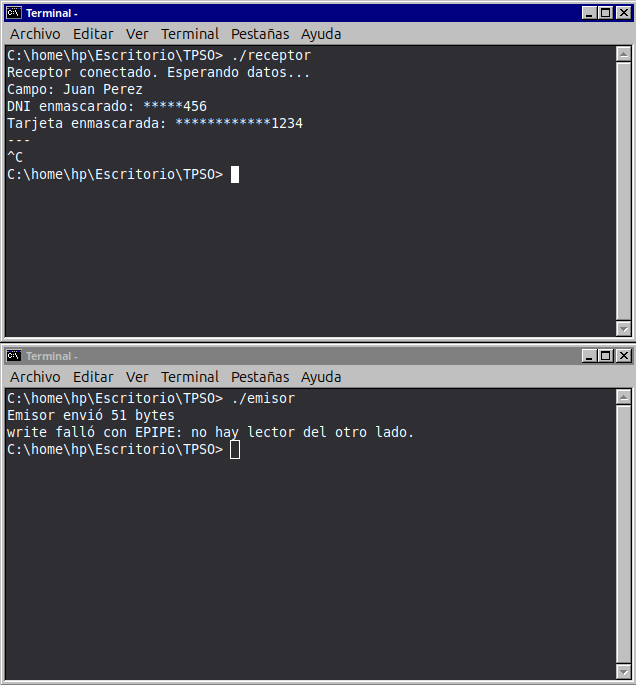 Terminal -
Archivo Editar Ver Terminal Pestañas Ayuda
C:\home\hp\Escritorio\TPSO> ./receptor
Receptor conectado. Esperando datos...
Campo: Juan Perez
DNI enmascarado: *****456
Tarjeta enmascarada: ************1234
---
^C
C:\home\hp\Escritorio\TPSO>
Terminal -
Archivo Editar Ver Terminal Pestañas Ayuda
C:\home\hp\Escritorio\TPSO> ./emisor
Emisor envió 51 bytes
write falló con EPIPE: no hay lector del otro lado.
C:\home\hp\Escritorio\TPSO>